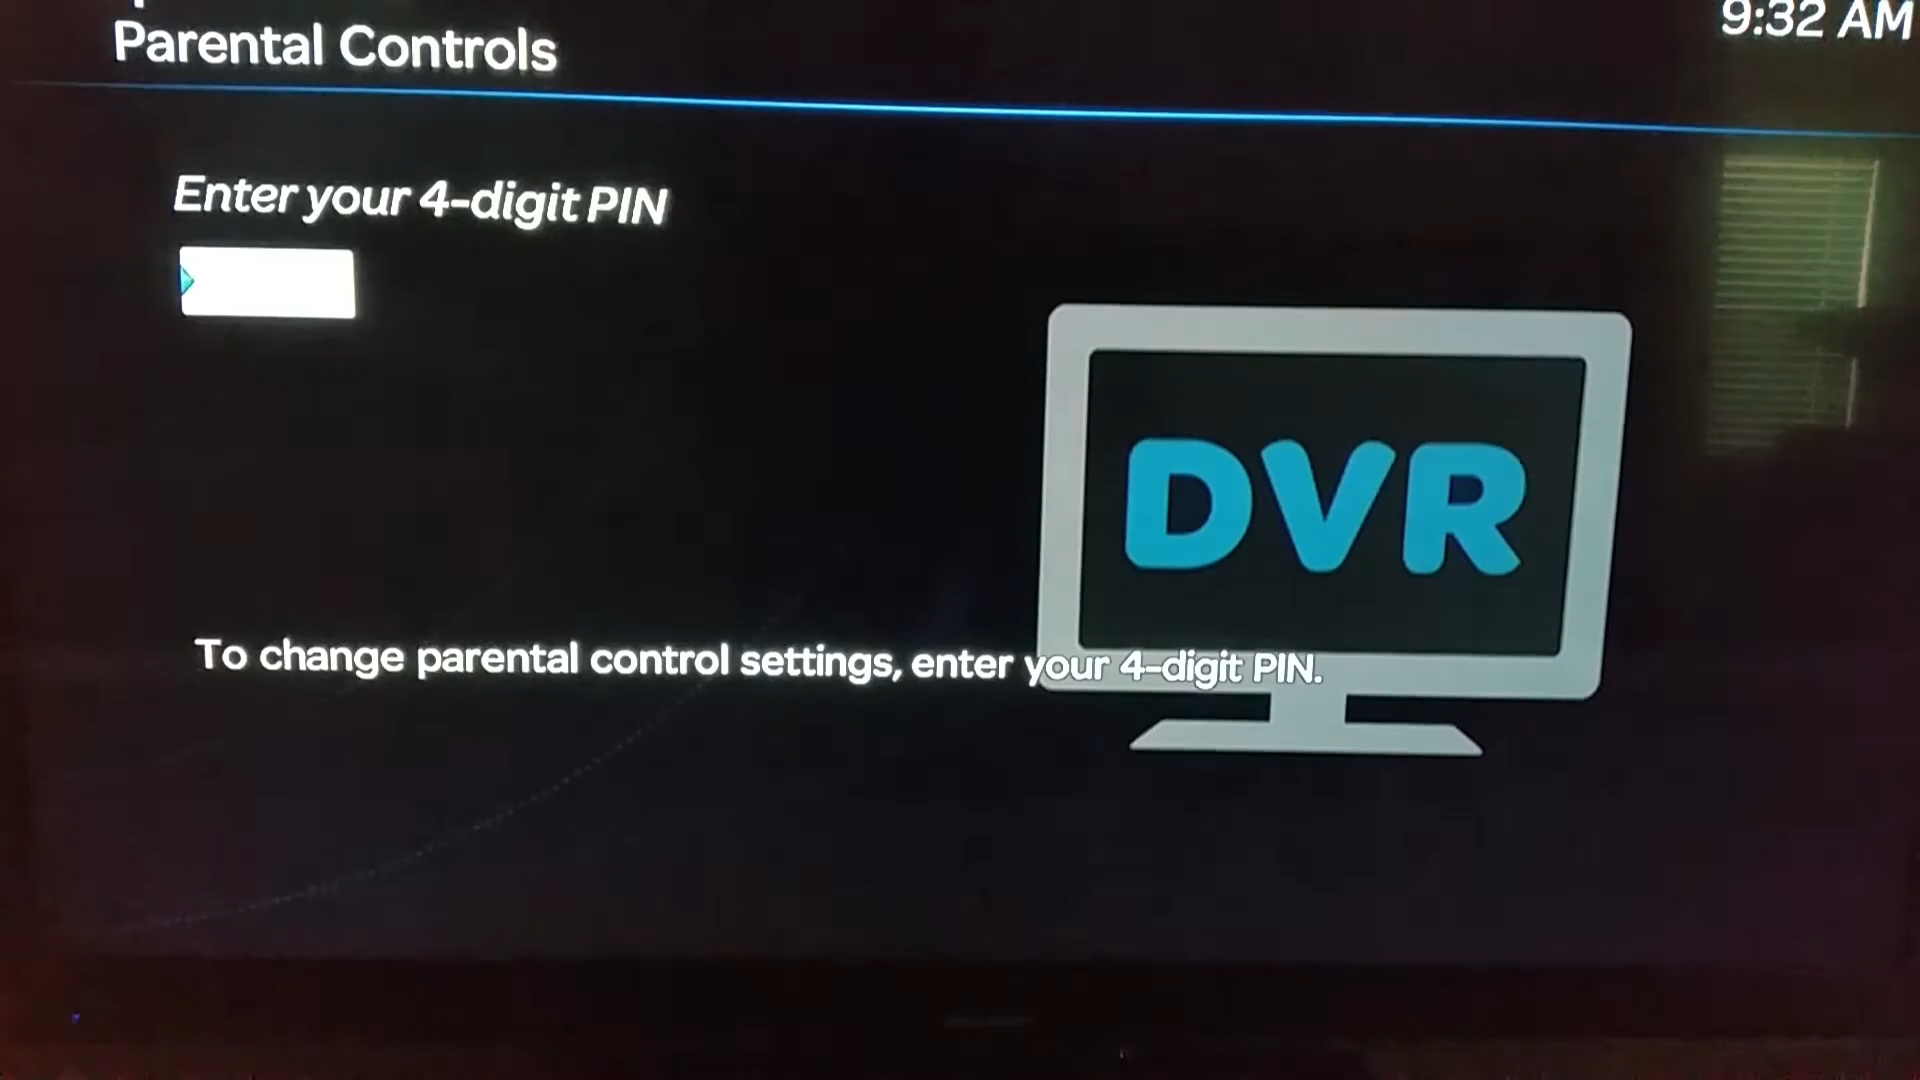 Parental Controls
9:32 AM
Enter your 4-digit PIN
DVR
To change parental control settings, enter your 4-digit PIN.